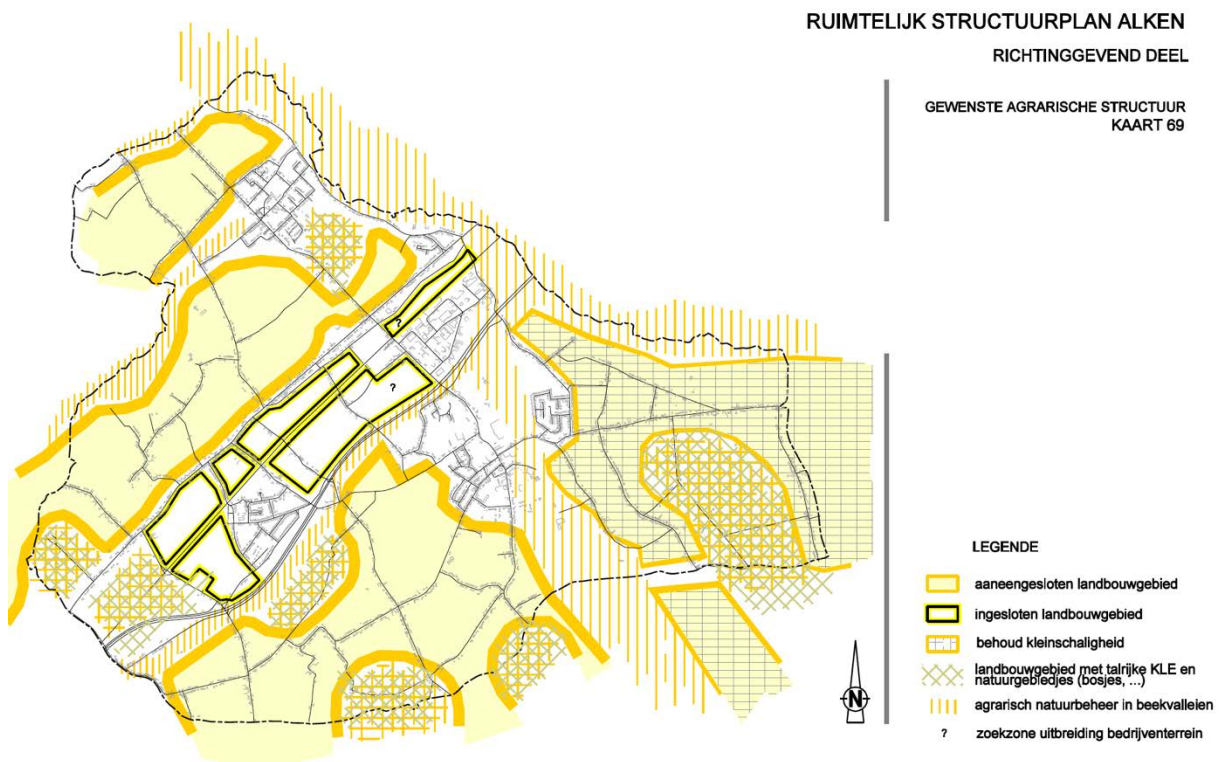 RUIMTELIJK STRUCTUURPLAN ALKEN
RICHTINGGEVEND DEEL
GEWENSTE AGRARISCHE STRUCTUUR
KAART 69
?
?
N
LEGENDE
aaneengesloten landbouwgebied
ingesloten landbouwgebied
behoud kleinschaligheid
landbouwgebied met talrijke KLE en
natuurgebiedjes (bosjes, ...)
agrarisch natuurbeheer in beekvalleien
? zoekzone uitbreiding bedrijventerrein